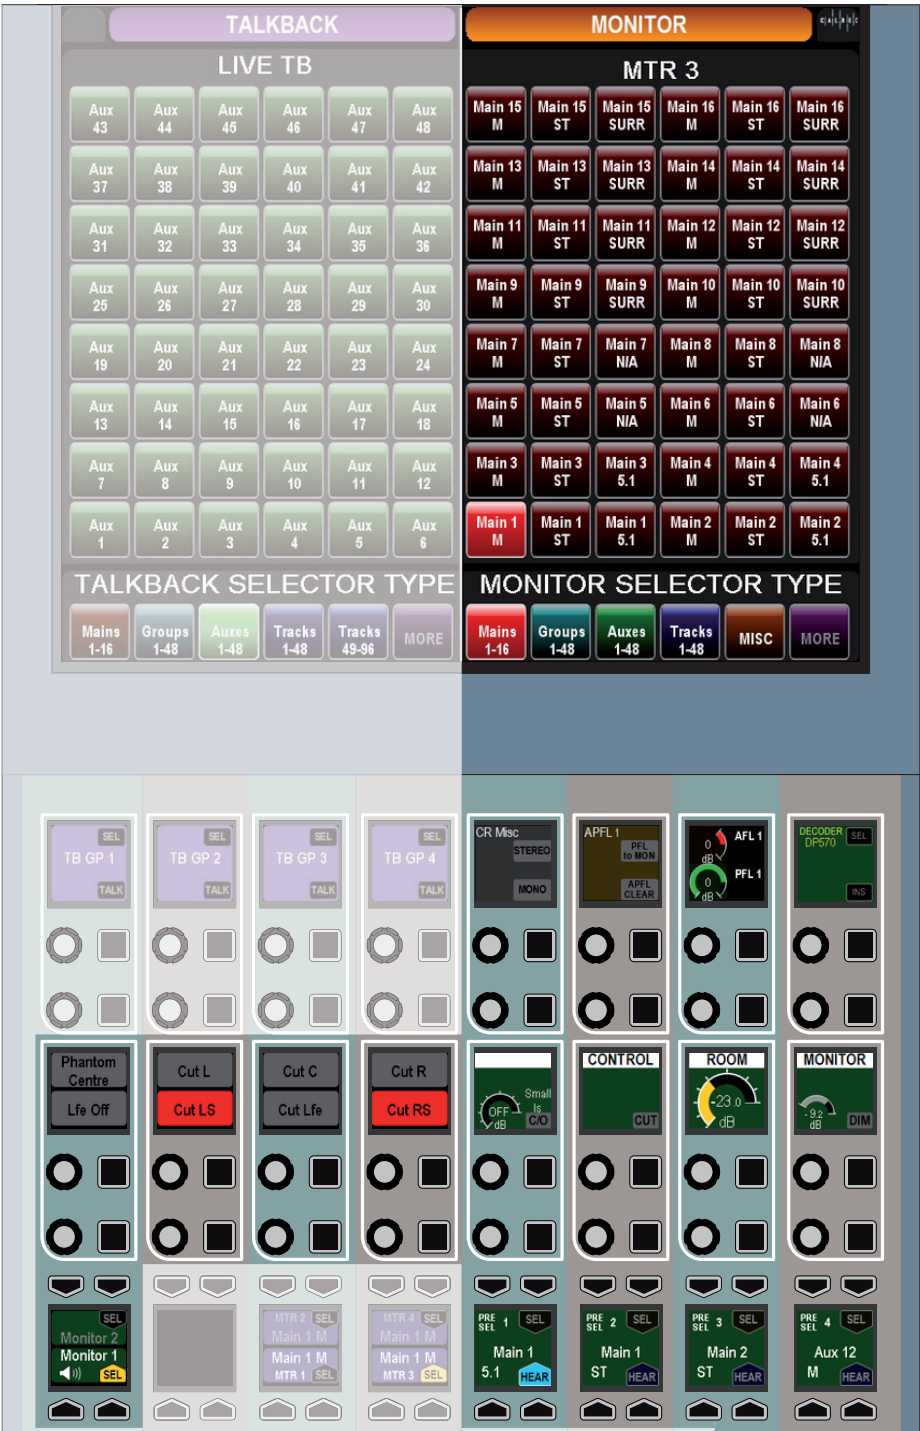 TALKBACK
MONITOR
CALREC
LIVE TB
MTR 3
Aux 43
Aux 44
Aux 45
Aux 46
Aux 47
Aux 48
Main 15 M
Main 15 ST
Main 15 SURR
Main 16 M
Main 16 ST
Main 16 SURR
Aux 37
Aux 38
Aux 39
Aux 40
Aux 41
Aux 42
Main 13 M
Main 13 ST
Main 13 SURR
Main 14 M
Main 14 ST
Main 14 SURR
Aux 31
Aux 32
Aux 33
Aux 34
Aux 35
Aux 36
Main 11 M
Main 11 ST
Main 11 SURR
Main 12 M
Main 12 ST
Main 12 SURR
Aux 25
Aux 26
Aux 27
Aux 28
Aux 29
Aux 30
Main 9 M
Main 9 ST
Main 9 SURR
Main 10 M
Main 10 ST
Main 10 SURR
Aux 19
Aux 20
Aux 21
Aux 22
Aux 23
Aux 24
Main 7 M
Main 7 ST
Main 7 N/A
Main 8 M
Main 8 ST
Main 8 N/A
Aux 13
Aux 14
Aux 15
Aux 16
Aux 17
Aux 18
Main 5 M
Main 5 ST
Main 5 N/A
Main 6 M
Main 6 ST
Main 6 N/A
Aux 7
Aux 8
Aux 9
Aux 10
Aux 11
Aux 12
Main 3 M
Main 3 ST
Main 3 5.1
Main 4 M
Main 4 ST
Main 4 5.1
Aux 1
Aux 2
Aux 3
Aux 4
Aux 5
Aux 6
Main 1 M
Main 1 ST
Main 1 5.1
Main 2 M
Main 2 ST
Main 2 5.1
TALKBACK SELECTOR TYPE
MONITOR SELECTOR TYPE
Mains 1-16
Groups 1-48
Auxes 1-48
Tracks 1-48
Tracks 49-96
MORE
Mains 1-16
Groups 1-48
Auxes 1-48
Tracks 1-48
MISC
MORE
SEL
TB GP 1
TALK
SEL
TB GP 2
TALK
SEL
TB GP 3
TALK
SEL
TB GP 4
TALK
CR Misc
STEREO
MONO
APFL 1
PFL to MON
APFL CLEAR
AFL 1
0
dB
PFL 1
0
dB
DECODER
DP570
SEL
INS
Phantom
Centre
Lfe Off
Cut L
Cut LS
Cut C
Cut Lfe
Cut R
Cut RS
Small
ls
OFF
dB
C/O
CONTROL
CUT
ROOM
-23.0
dB
MONITOR
-9.2
dB
DIM
SEL
Monitor 2
Monitor 1
SEL
MTR 2 SEL
Main 1 M
Main 1 M
MTR 1 SEL
MTR 4 SEL
Main 1 M
Main 1 M
MTR 3 SEL
PRE SEL 1 SEL
Main 1
5.1 HEAR
PRE SEL 2 SEL
Main 1
ST HEAR
PRE SEL 3 SEL
Main 2
ST HEAR
PRE SEL 4 SEL
Aux 12
M HEAR